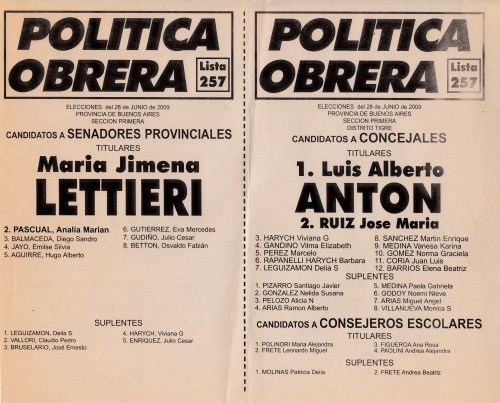 POLITICA
OBRERA
Lista
257
ELECCIONES del 28 de JUNIO de 2009
PROVINCIA DE BUENOS AIRES
SECCION PRIMERA
CANDIDATOS A SENADORES PROVINCIALES
TITULARES
Maria Jimena
LETTIERI
2. PASCUAL, Analía Marian
3. BALMACEDA, Diego Sandro
4. JAYO, Emilse Silvia
5. AGUIRRE, Hugo Alberto
6. GUTIERREZ, Eva Mercedes
7. GUDIÑO, Julio Cesar
8. BETTON, Osvaldo Fabián
SUPLENTES
1. LEGUIZAMON, Delia S
2. VALLORI, Claudio Pedro
3. BRUSELARIO, José Ernesto
4. HARYCH, Viviana G
5. ENRIQUEZ, Julio Cesar
POLITICA
OBRERA
Lista
257
ELECCIONES del 28 de JUNIO de 2009
PROVINCIA DE BUENOS AIRES
SECCION PRIMERA
DISTRITO TIGRE
CANDIDATOS A CONCEJALES
TITULARES
1. Luis Alberto
ANTON
2. RUIZ Jose Maria
3. HARYCH Viviana G
4. GANDINO Vilma Elizabeth
5. PEREZ Marcelo
6. RAPANELLI HARYCH Barbara
7. LEGUIZAMON Delia S
8. SANCHEZ Martin Enrique
9. MEDINA Vanesa Karina
10. GOMEZ Norma Graciela
11. CORIA Juan Luis
12. BARRIOS Elena Beatriz
SUPLENTES
1. PIZARRO Santiago Javier
2. GONZALEZ Nelida Susana
3. PELOZO Alicia N
4. ARIAS Ramon Alberto
5. MEDINA Paola Gabriela
6. GODOY Noemi Nieve
7. ARIAS Miguel Angel
8. VILLANUEVA Monica S
CANDIDATOS A CONSEJEROS ESCOLARES
TITULARES
1. POLINORI Maria Alejandra
2. FRETE Leonardo Miguel
3. FIGUEROA Ana Rosa
4. PAOLINI Andrea Alejandra
SUPLENTES
1. MOLINAS Patricia Delia
2. FRETE Andrea Beatriz